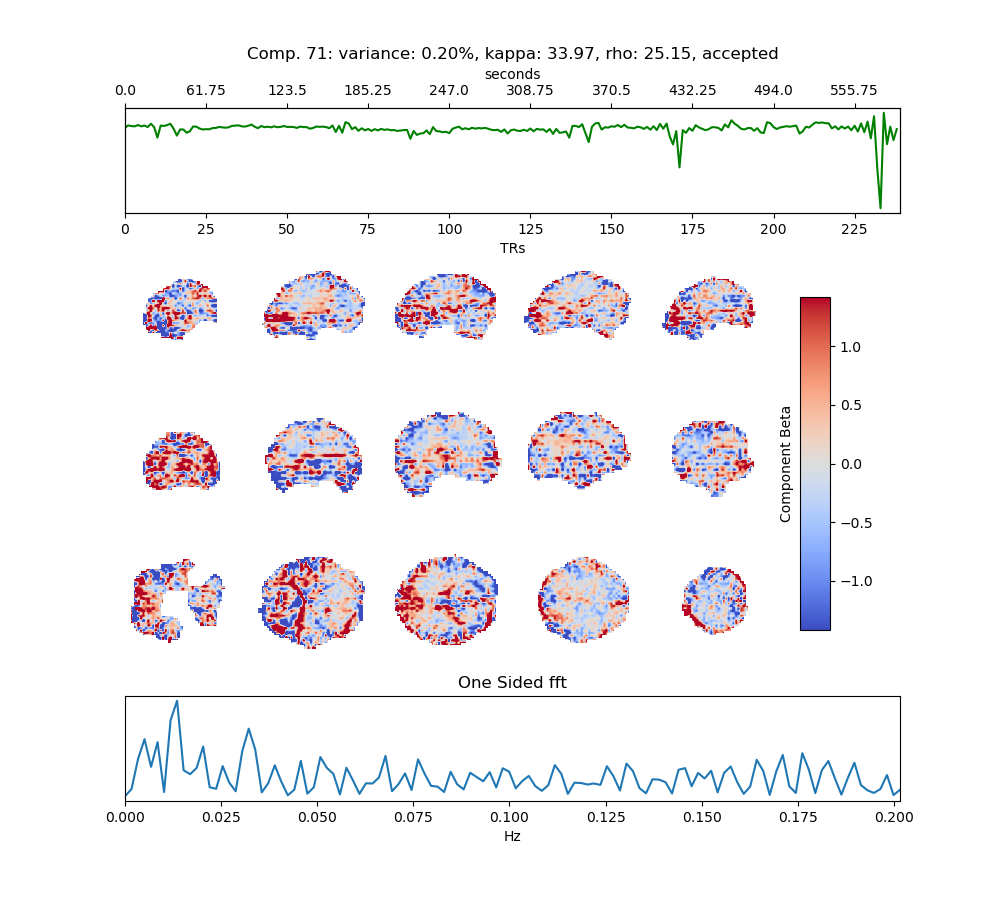 Comp. 71: variance: 0.20%, kappa: 33.97, rho: 25.15, accepted
seconds
0.0 61.75 123.5 185.25 247.0 308.75 370.5 432.25 494.0 555.75
0 25 50 75 100 125 150 175 200 225
TRs
1.0
0.5
0.0
−0.5
−1.0
Component Beta
One Sided fft
0.000 0.025 0.050 0.075 0.100 0.125 0.150 0.175 0.200
Hz